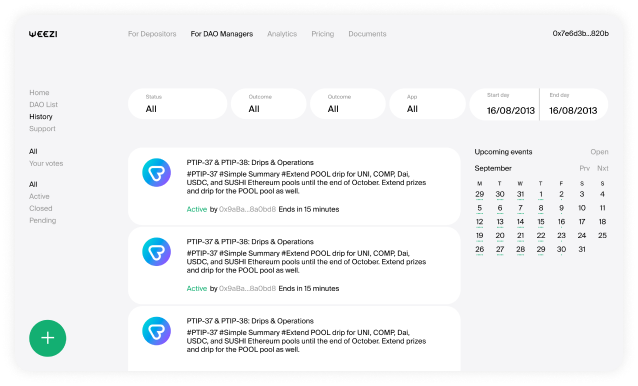 WEEZI
For Depositors For DAO Managers Analytics Pricing Documents
0x7e6d3b...820b
Home
DAO List
History
Support
All
Your votes
All
Active
Closed
Pending
Status
All
Outcome
All
Outcome
All
App
All
Start day
16/08/2013
End day
16/08/2013
PTIP-37 & PTIP-38: Drips & Operations
#PTIP-37 #Simple Summary #Extend POOL drip for UNI, COMP, Dai,
USDC, and SUSHI Ethereum pools until the end of October. Extend prizes
and drip for the POOL pool as well.
Active by 0x9a8a...8a0bd8 Ends in 15 minutes
PTIP-37 & PTIP-38: Drips & Operations
#PTIP-37 #Simple Summary #Extend POOL drip for UNI, COMP, Dai,
USDC, and SUSHI Ethereum pools until the end of October. Extend prizes
and drip for the POOL pool as well.
Active by 0x9a8a...8a0bd8 Ends in 15 minutes
PTIP-37 & PTIP-38: Drips & Operations
#PTIP-37 #Simple Summary #Extend POOL drip for UNI, COMP, Dai,
USDC, and SUSHI Ethereum pools until the end of October. Extend prizes
and drip for the POOL pool as well.
Upcoming events Open
September Prv Nxt
M T W T F S S
29 30 31 1 2 3 4
5 6 7 8 9 10 11
12 13 14 15 16 17 18
19 20 21 22 23 24 25
26 27 28 29 30 31